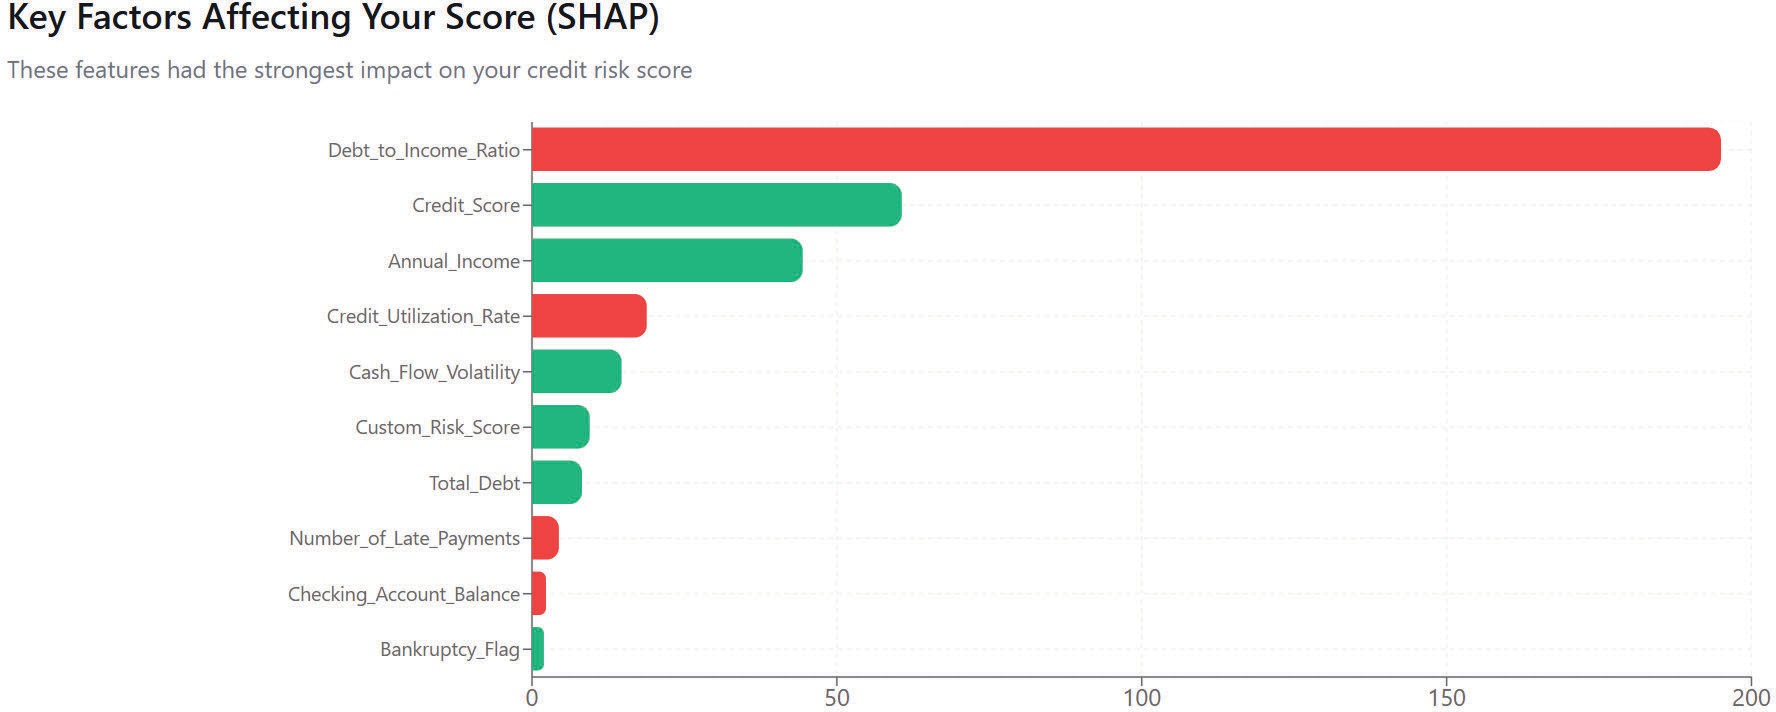 Key Factors Affecting Your Score (SHAP)
These features had the strongest impact on your credit risk score
Debt_to_Income_Ratio
Credit_Score
Annual_Income
Credit_Utilization_Rate
Cash_Flow_Volatility
Custom_Risk_Score
Total_Debt
Number_of_Late_Payments
Checking_Account_Balance
Bankruptcy_Flag
0 50 100 150 200